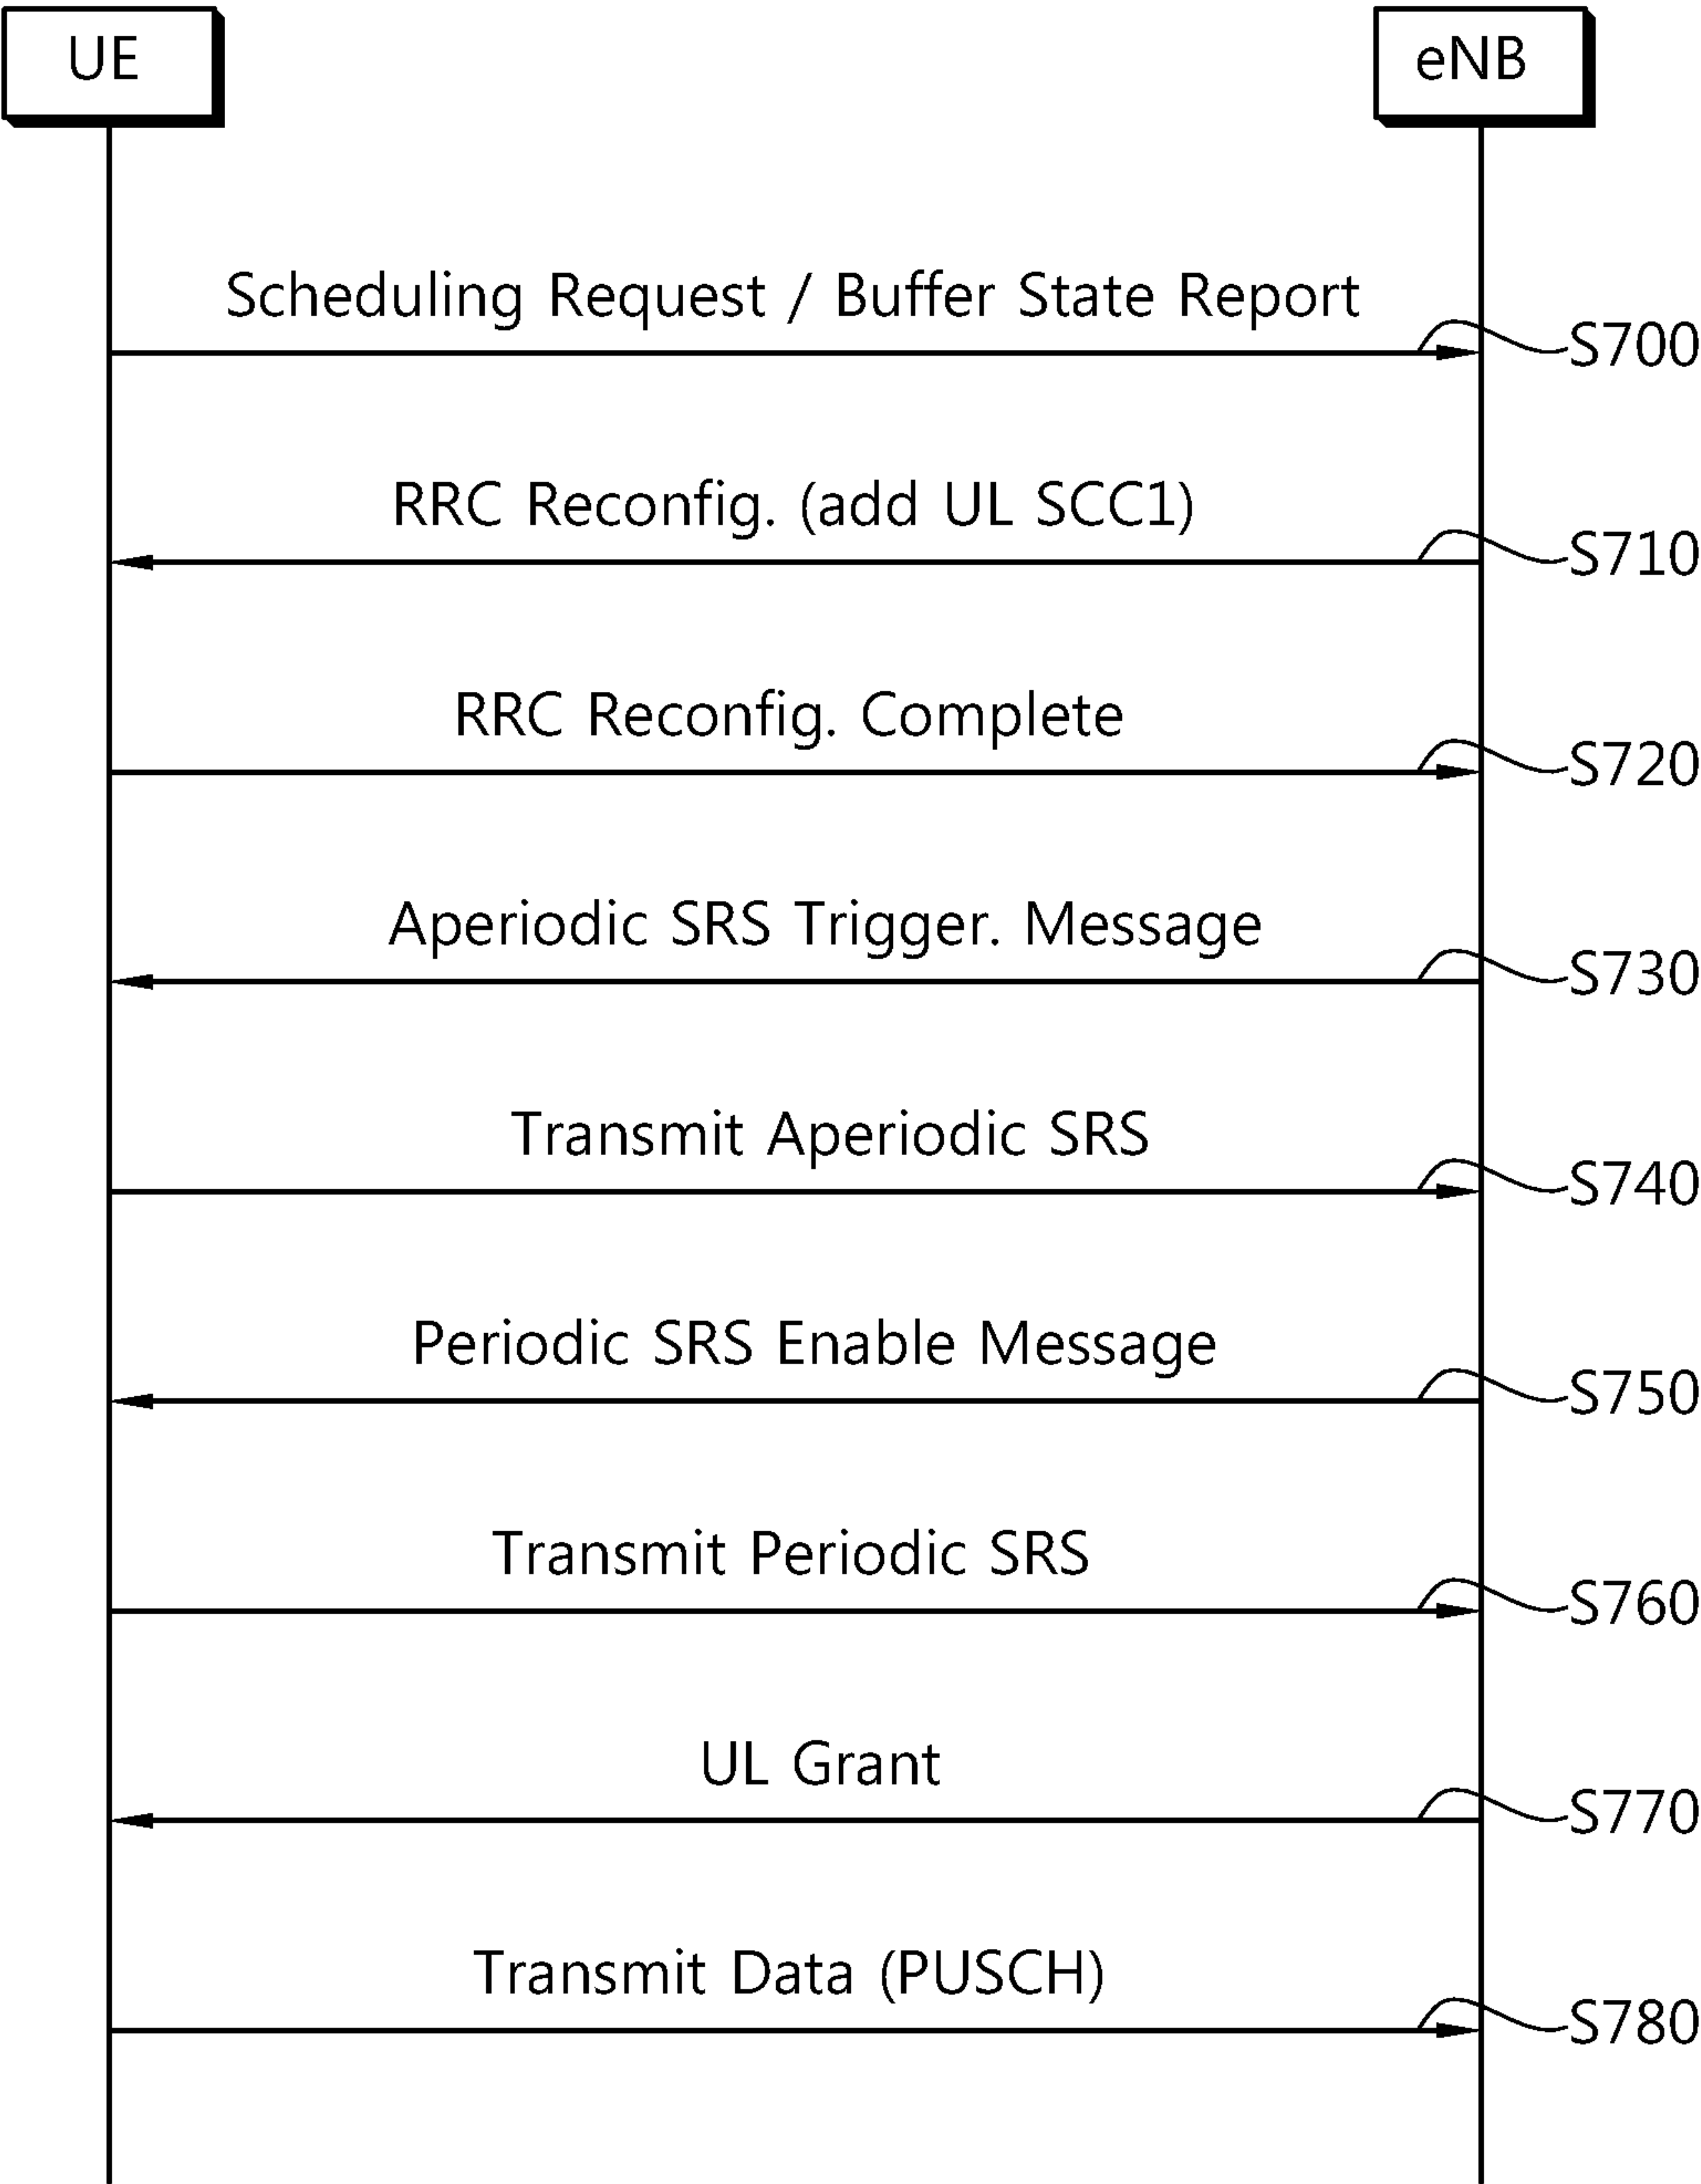 UE
eNB
Scheduling Request / Buffer State Report
S700
RRC Reconfig. (add UL SCC1)
S710
RRC Reconfig. Complete
S720
Aperiodic SRS Trigger. Message
S730
Transmit Aperiodic SRS
S740
Periodic SRS Enable Message
S750
Transmit Periodic SRS
S760
UL Grant
S770
Transmit Data (PUSCH)
S780